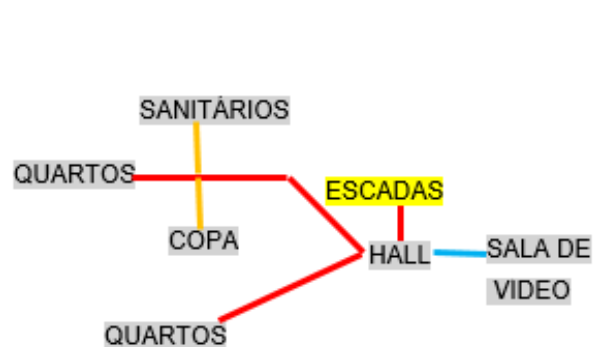 SANITÁRIOS
QUARTOS
ESCADAS
COPA
HALL
SALA DE
VIDEO
QUARTOS